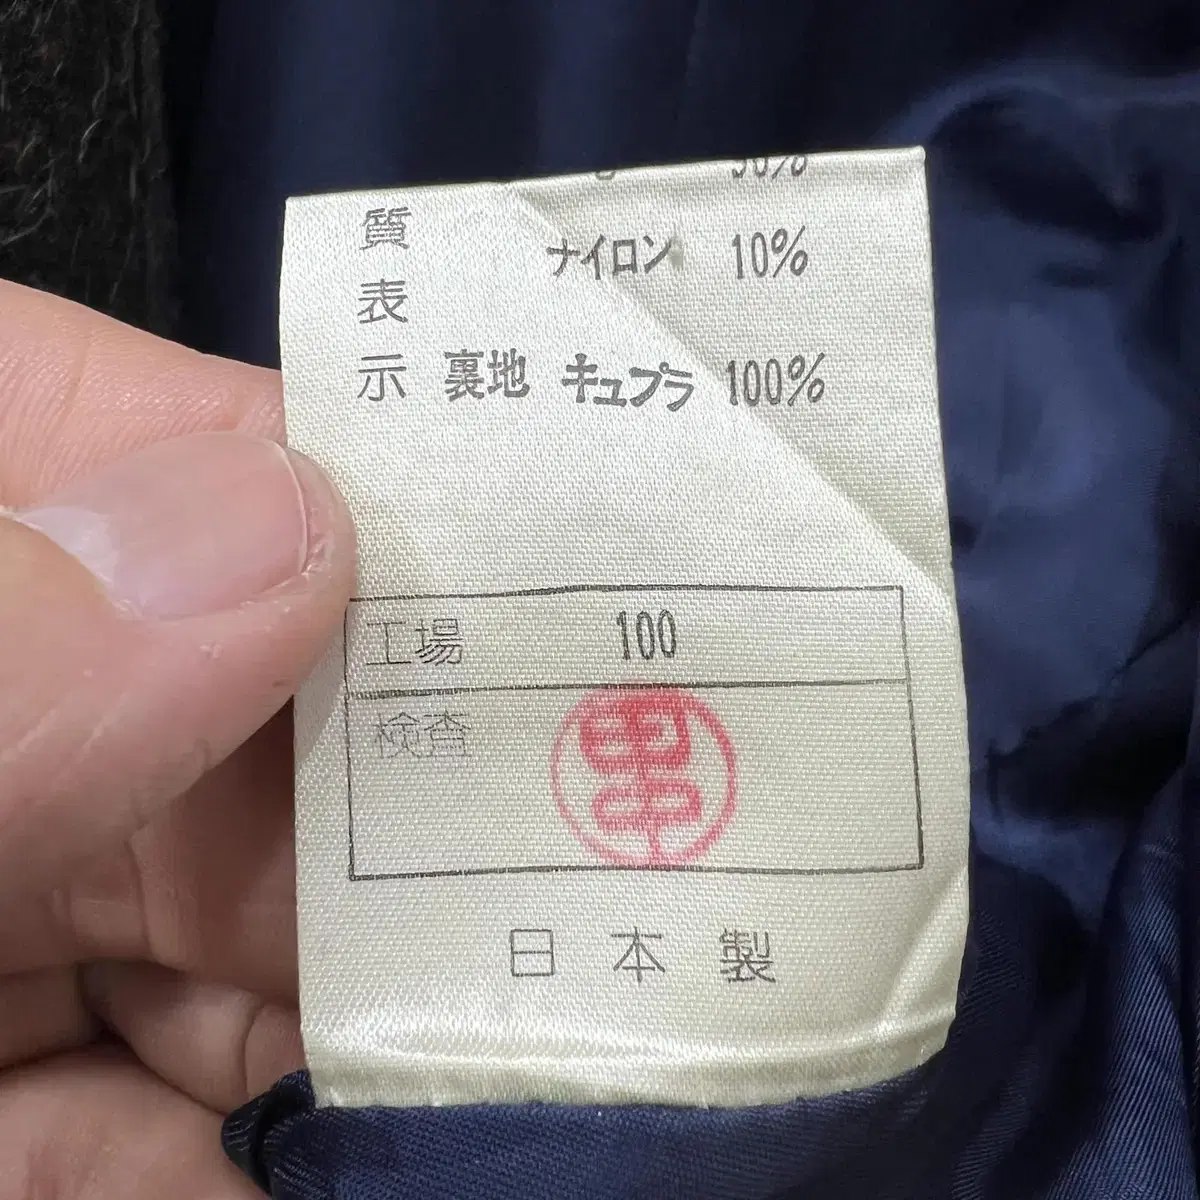 質 ナイロン 10%
表
示 裏地 キュプラ 100%
工場 100
検査
日本製